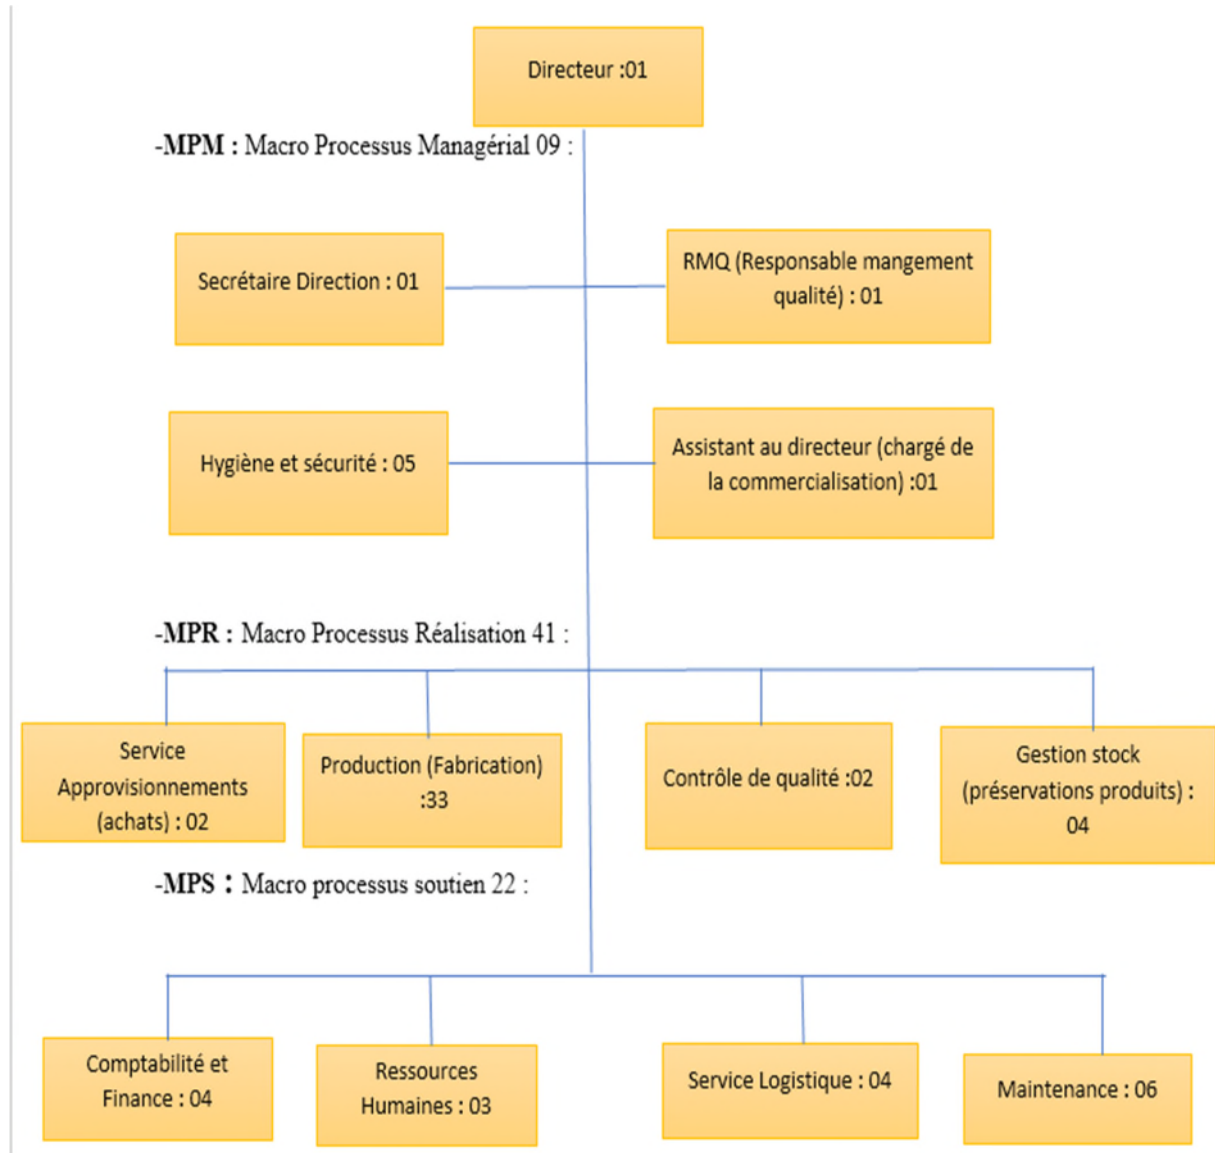 Directeur :01
-MPM : Macro Processus Managérial 09 :
Secrétaire Direction : 01
RMQ (Responsable mangement
qualité) : 01
Hygiène et sécurité : 05
Assistant au directeur (chargé de
la commercialisation) :01
-MPR : Macro Processus Réalisation 41 :
Service
Approvisionnements
(achats) : 02
Production (Fabrication)
:33
Contrôle de qualité :02
Gestion stock
(préservations produits) :
04
-MPS : Macro processus soutien 22 :
Comptabilité et
Finance : 04
Ressources
Humaines : 03
Service Logistique : 04
Maintenance : 06